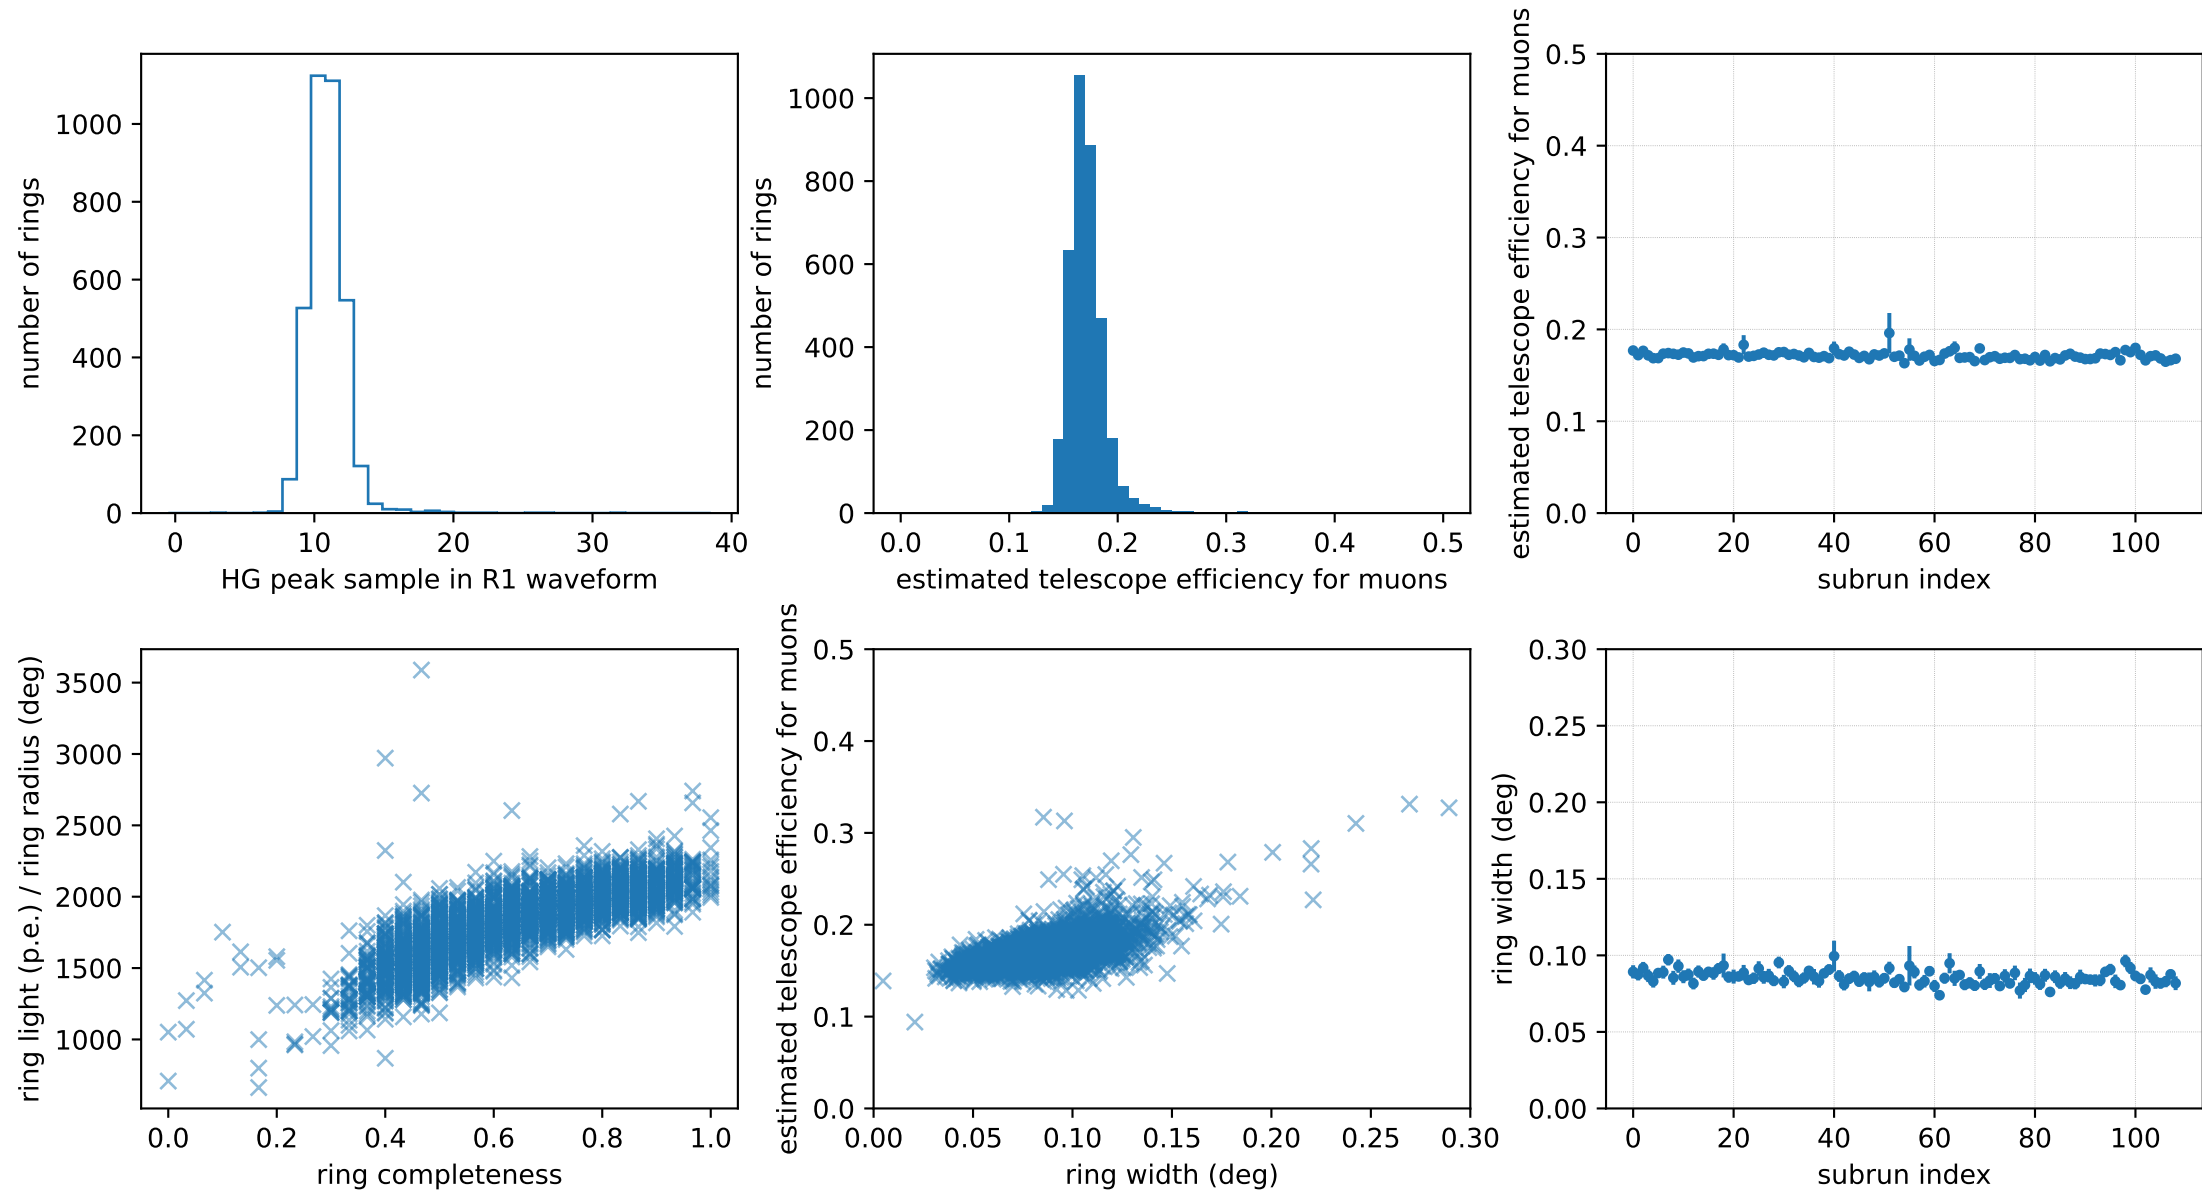 number of rings
1000
800
600
400
200
0
0 10 20 30 40
HG peak sample in R1 waveform
number of rings
1000
800
600
400
200
0
0.0 0.1 0.2 0.3 0.4 0.5
estimated telescope efficiency for muons
estimated telescope efficiency for muons
0.5
0.4
0.3
0.2
0.1
0.0
0 20 40 60 80 100
subrun index
ring light (p.e.) / ring radius (deg)
3500
3000
2500
2000
1500
1000
0.0 0.2 0.4 0.6 0.8 1.0
ring completeness
estimated telescope efficiency for muons
0.5
0.4
0.3
0.2
0.1
0.0
0.00 0.05 0.10 0.15 0.20 0.25 0.30
ring width (deg)
ring width (deg)
0.30
0.25
0.20
0.15
0.10
0.05
0.00
0 20 40 60 80 100
subrun index